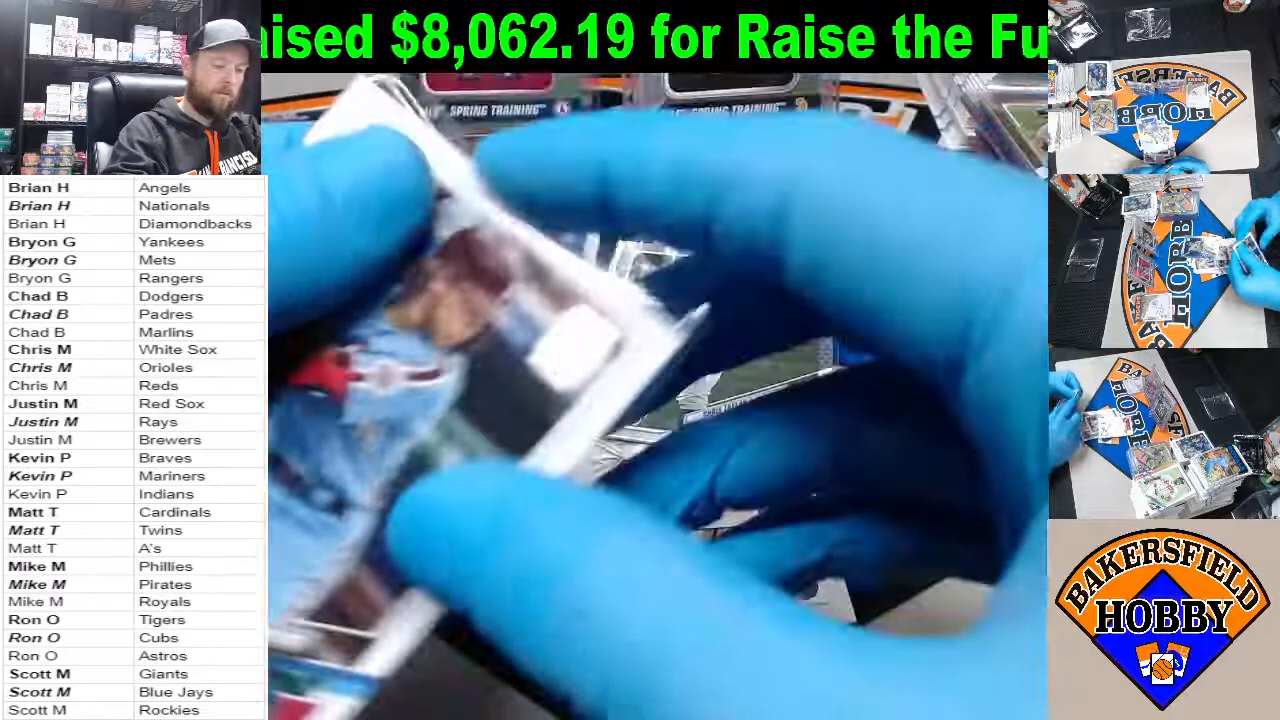 aised $8,062.19 for Raise the Fu
SPRING TRAINING
SPRING TRAINING
Brian H Angels
Brian H Nationals
Brian H Diamondbacks
Bryon G Yankees
Bryon G Mets
Bryon G Rangers
Chad B Dodgers
Chad B Padres
Chad B Marlins
Chris M White Sox
Chris M Orioles
Chris M Reds
Justin M Red Sox
Justin M Rays
Justin M Brewers
Kevin P Braves
Kevin P Mariners
Kevin P Indians
Matt T Cardinals
Matt T Twins
Matt T A's
Mike M Phillies
Mike M Pirates
Mike M Royals
Ron O Tigers
Ron O Cubs
Ron O Astros
Scott M Giants
Scott M Blue Jays
Scott M Rockies
HOBB
HOBB
BAKERSFIELD
HOBBY